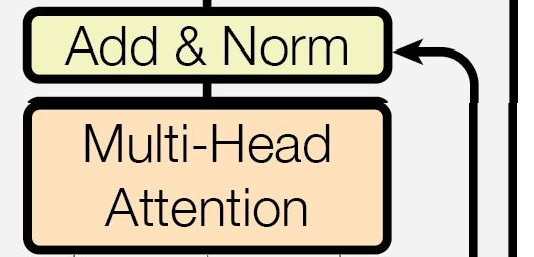 Add & Norm
Multi-Head
Attention